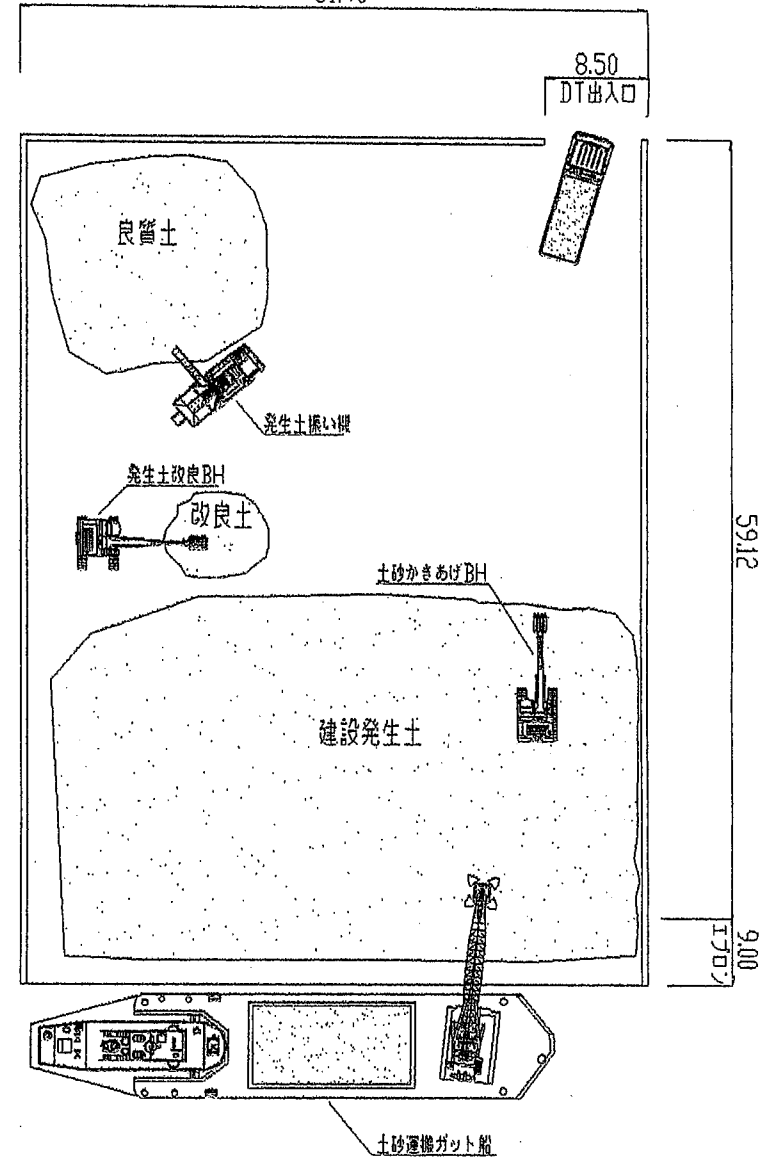 8.50
DT出入口
良質土
発生土振い機
発生土改良BH
改良土
59.12
土砂かきあげBH
建設発生土
9.00
エプロン
土砂運搬ガット船